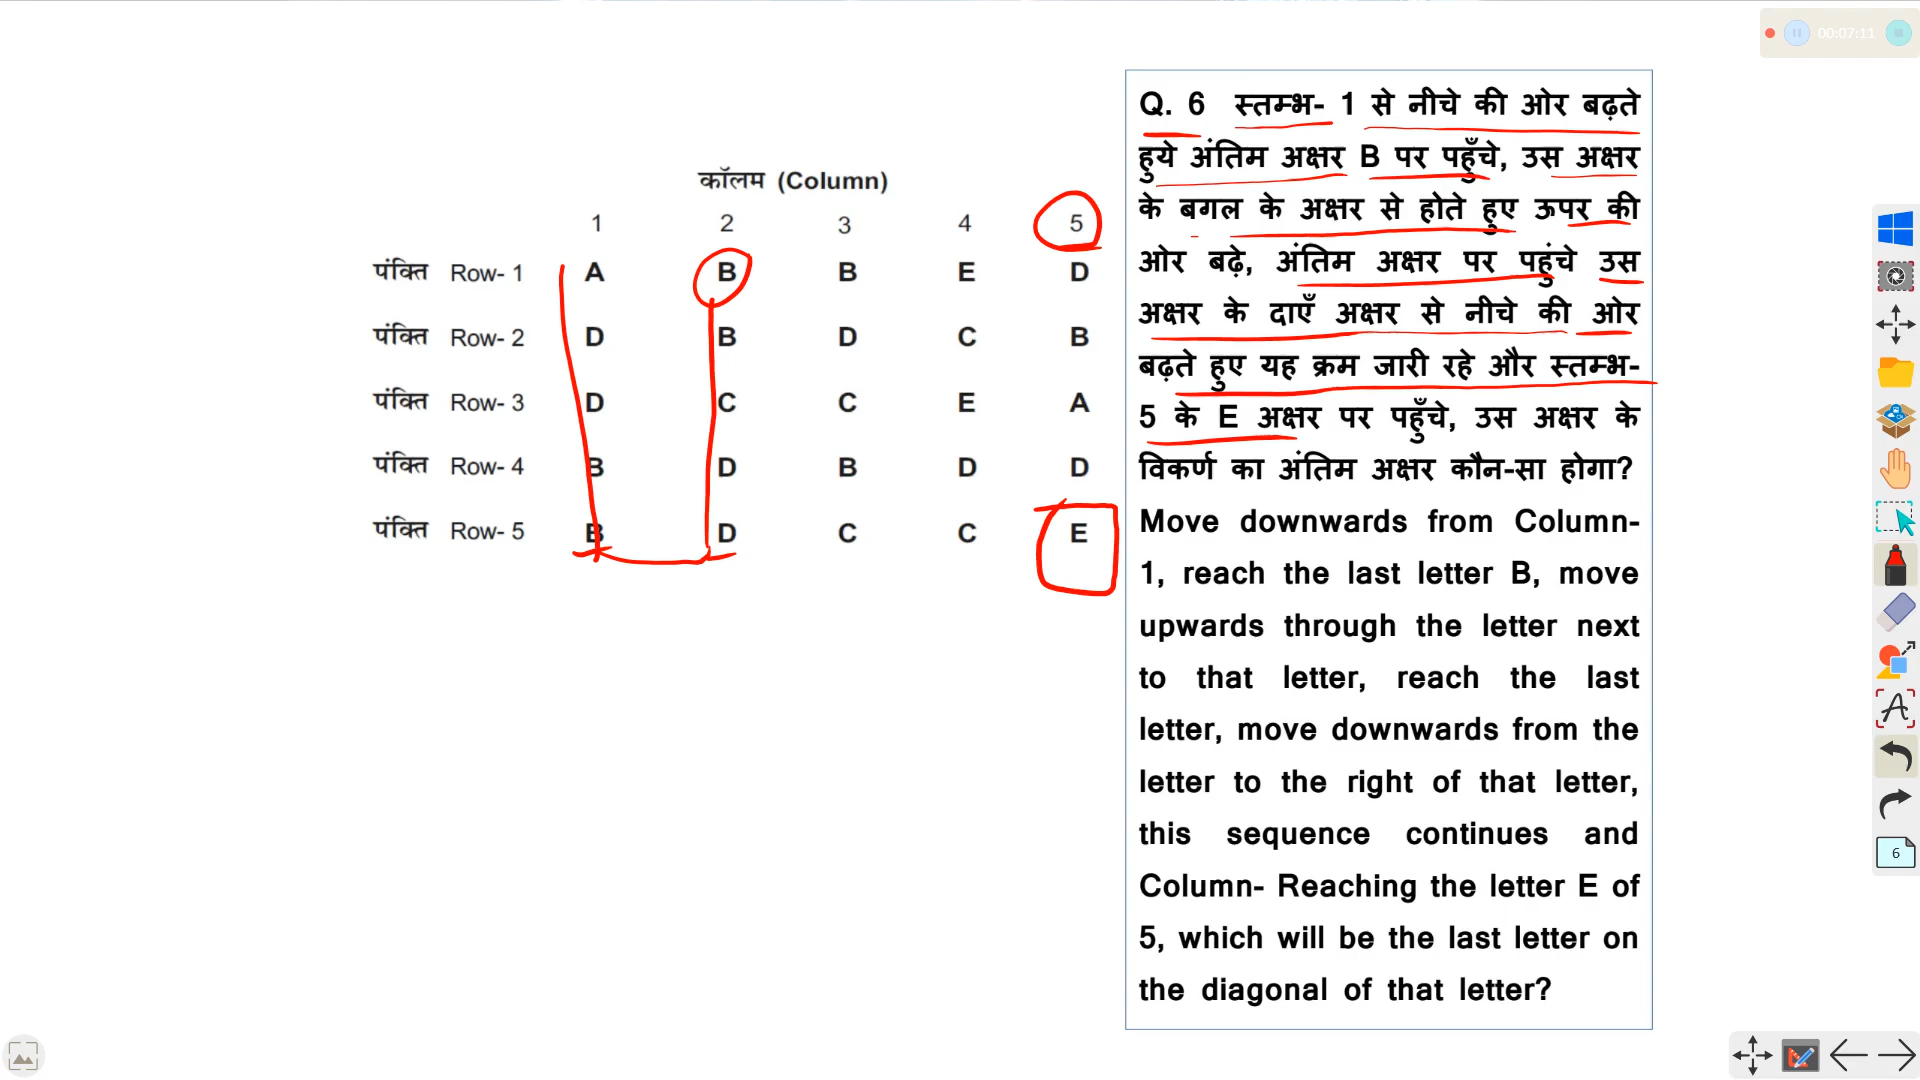 00:07:11
कॉलम (Column)
1 2 3 4 5
पंक्ति Row- 1 A B B E D
पंक्ति Row- 2 D B D C B
पंक्ति Row- 3 D C C E A
पंक्ति Row- 4 B D B D D
पंक्ति Row- 5 B D C C E
Q. 6 स्तम्भ- 1 से नीचे की ओर बढ़ते
हुये अंतिम अक्षर B पर पहुँचे, उस अक्षर
के बगल के अक्षर से होते हुए ऊपर की
ओर बढ़े, अंतिम अक्षर पर पहुंचे उस
अक्षर के दाएँ अक्षर से नीचे की ओर
बढ़ते हुए यह क्रम जारी रहे और स्तम्भ-
5 के E अक्षर पर पहुँचे, उस अक्षर के
विकर्ण का अंतिम अक्षर कौन-सा होगा?
Move downwards from Column-
1, reach the last letter B, move
upwards through the letter next
to that letter, reach the last
letter, move downwards from the
letter to the right of that letter,
this sequence continues and
Column- Reaching the letter E of
5, which will be the last letter on
the diagonal of that letter?
6